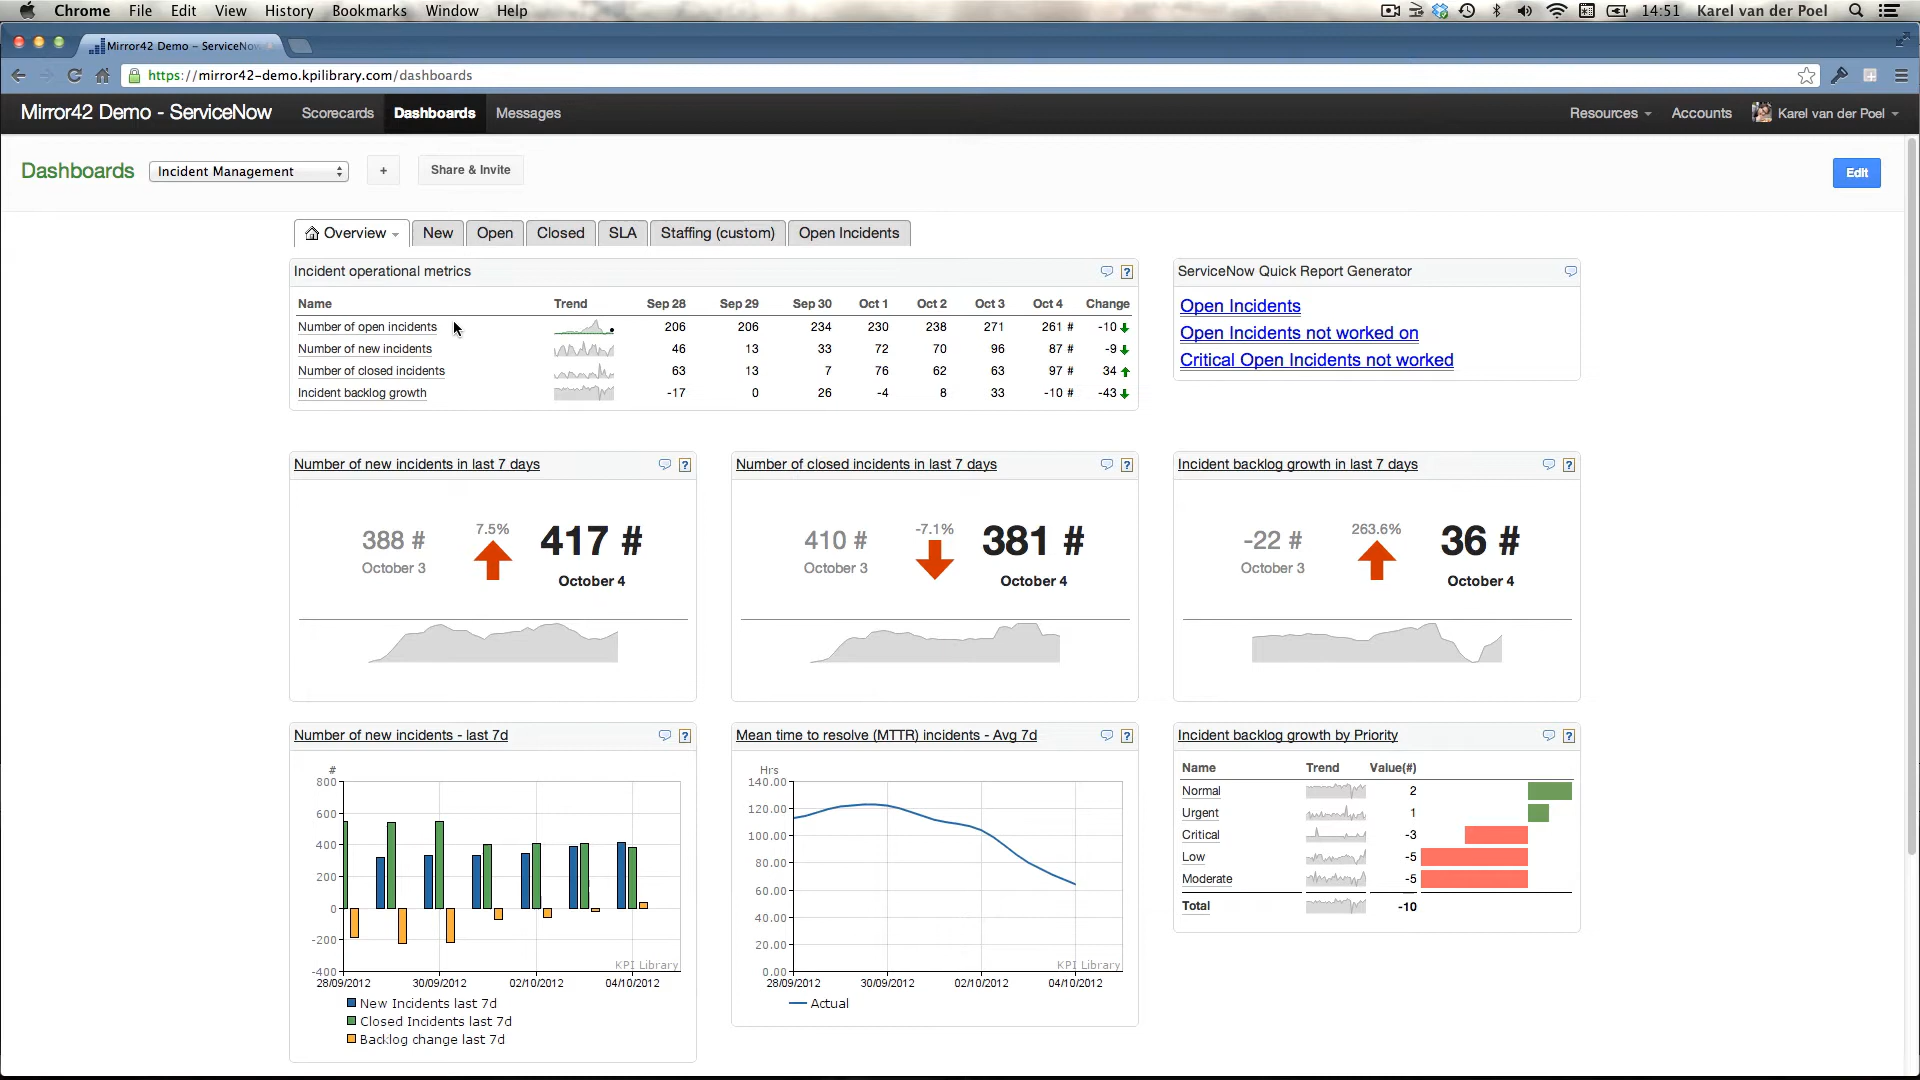 Chrome File Edit View History Bookmarks Window Help 14:51 Karel van der Poel
Mirror42 Demo – ServiceNow
https://mirror42-demo.kpilibrary.com/dashboards
Mirror42 Demo - ServiceNow Scorecards Dashboards Messages Resources Accounts Karel van der Poel
Dashboards Incident Management + Share & Invite Edit
Overview New Open Closed SLA Staffing (custom) Open Incidents
Incident operational metrics ?
Name Trend Sep 28 Sep 29 Sep 30 Oct 1 Oct 2 Oct 3 Oct 4 Change
Number of open incidents 206 206 234 230 238 271 261 # -10
Number of new incidents 46 13 33 72 70 96 87 # -9
Number of closed incidents 63 13 7 76 62 63 97 # 34
Incident backlog growth -17 0 26 -4 8 33 -10 # -43
ServiceNow Quick Report Generator
Open Incidents
Open Incidents not worked on
Critical Open Incidents not worked
Number of new incidents in last 7 days ?
388 # 7.5% 417 #
October 3 October 4
Number of closed incidents in last 7 days ?
410 # -7.1% 381 #
October 3 October 4
Incident backlog growth in last 7 days ?
-22 # 263.6% 36 #
October 3 October 4
Number of new incidents - last 7d ?
#
800
600
400
200
0
-200
-400
KPI Library
28/09/2012 30/09/2012 02/10/2012 04/10/2012
New Incidents last 7d
Closed Incidents last 7d
Backlog change last 7d
Mean time to resolve (MTTR) incidents - Avg 7d ?
Hrs
140.00
120.00
100.00
80.00
60.00
40.00
20.00
0.00
KPI Library
28/09/2012 30/09/2012 02/10/2012 04/10/2012
Actual
Incident backlog growth by Priority ?
Name Trend Value(#)
Normal 2
Urgent 1
Critical -3
Low -5
Moderate -5
Total -10